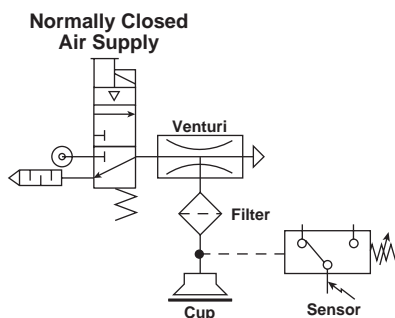 Normally Closed
Air Supply
Venturi
Filter
Cup
Sensor